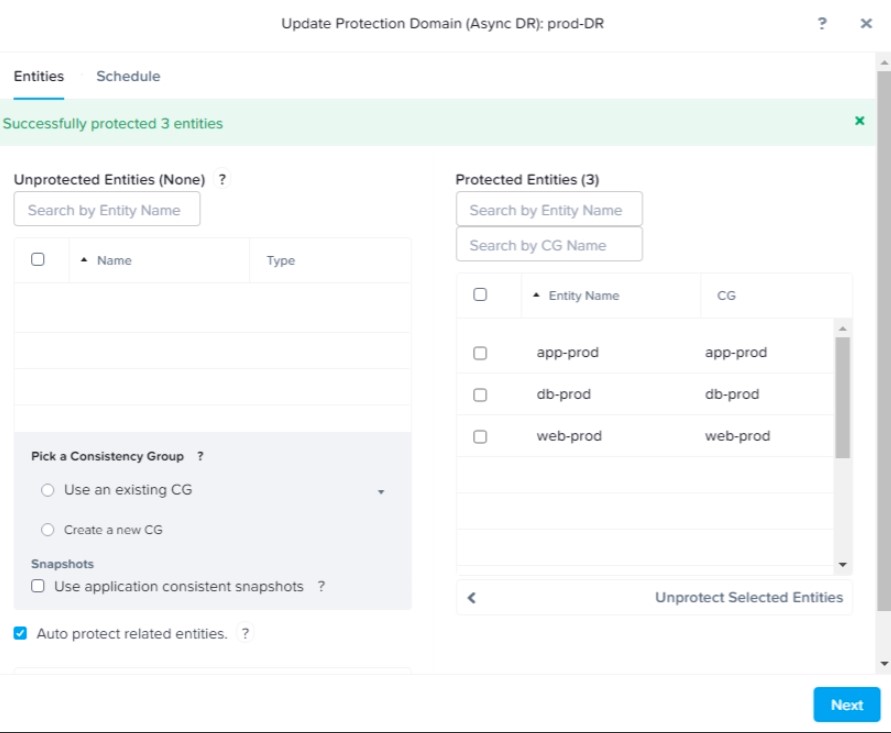 Update Protection Domain (Async DR): prod-DR
? ×
Entities Schedule
Successfully protected 3 entities ×
Unprotected Entities (None) ?
Search by Entity Name
Name Type
Pick a Consistency Group ?
Use an existing CG
Create a new CG
Snapshots
Use application consistent snapshots ?
Auto protect related entities. ?
Protected Entities (3)
Search by Entity Name
Search by CG Name
Entity Name CG
app-prod app-prod
db-prod db-prod
web-prod web-prod
Unprotect Selected Entities
Next